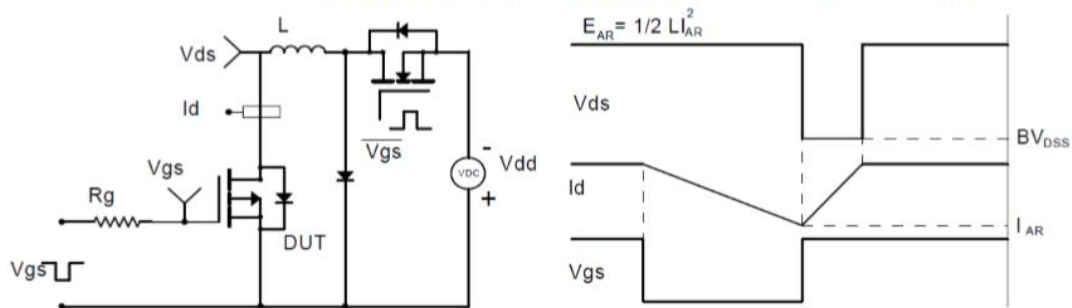 L
Vds
Id
Vgs
Vgs
Rg
DUT
Vgs
VDC
-
Vdd
+
E_AR = 1/2 LI_AR^2
Vds
BV_DSS
Id
I_AR
Vgs